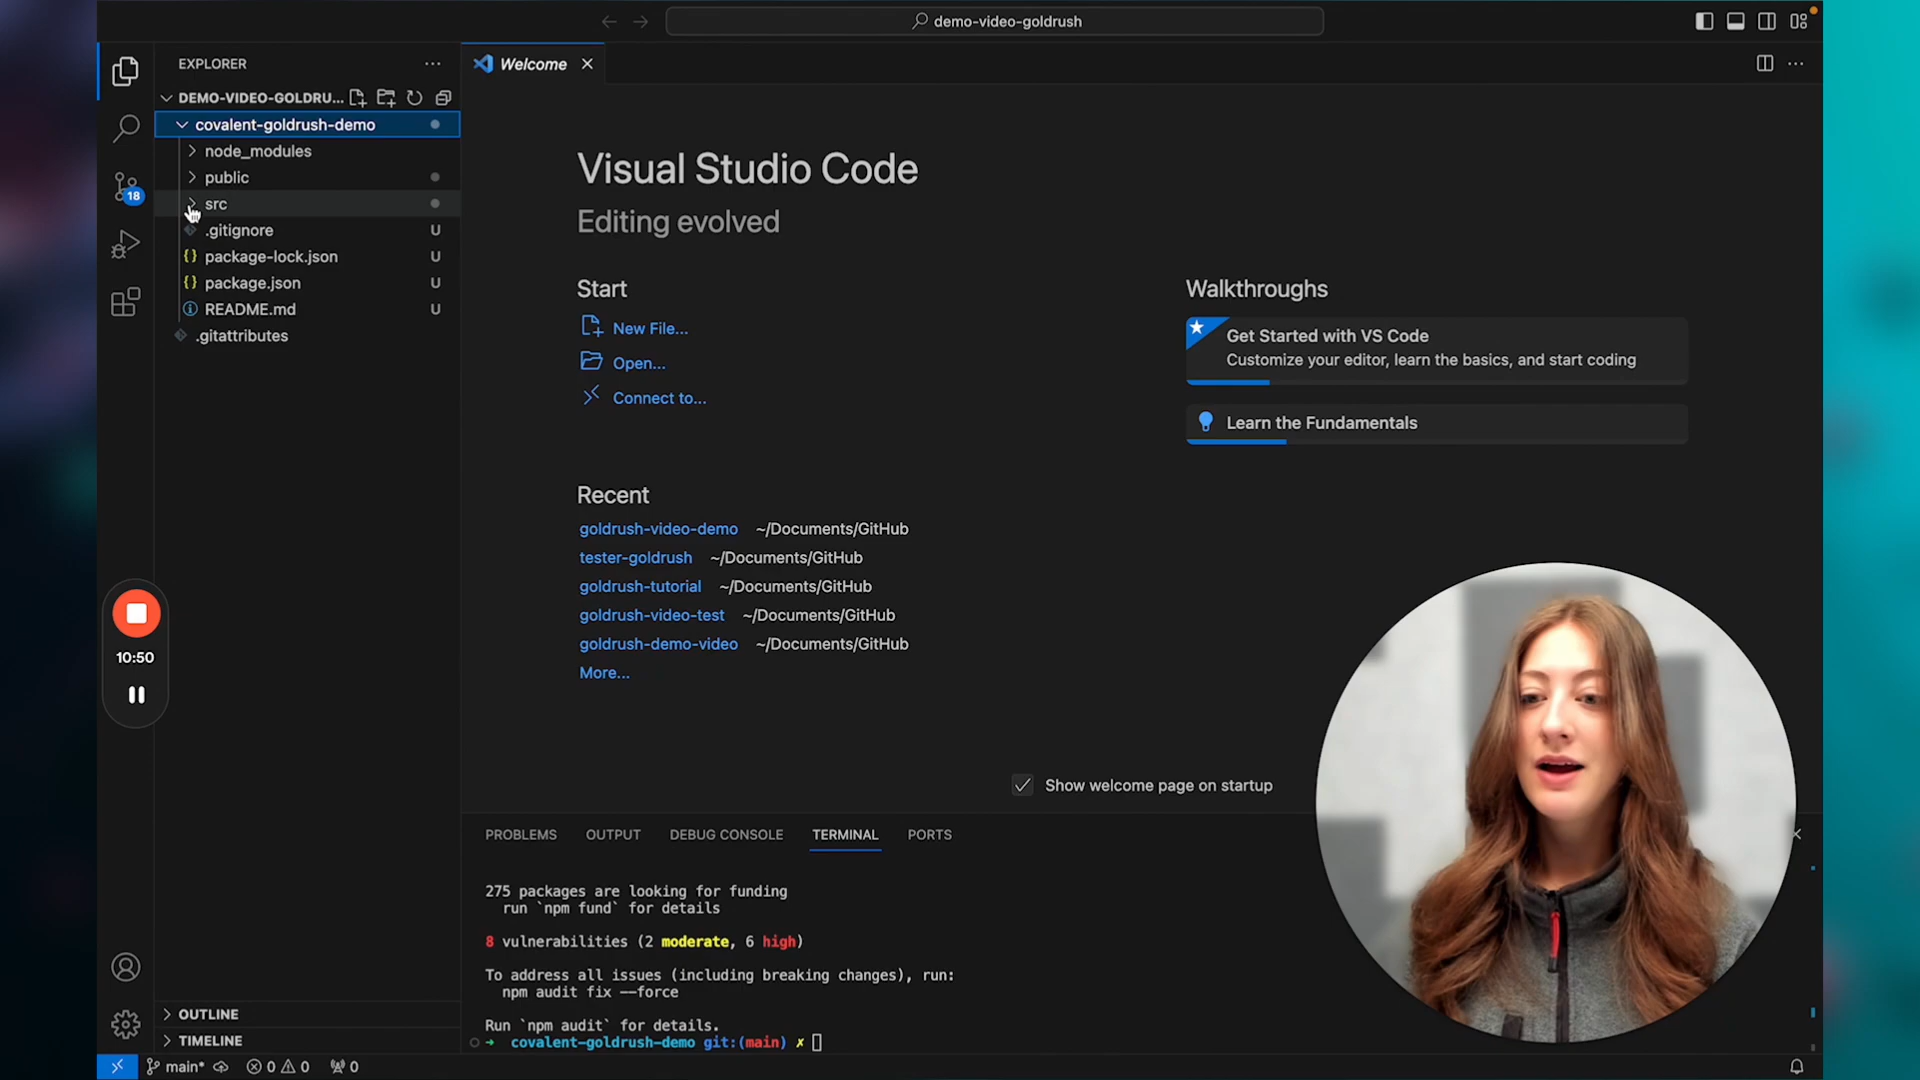 demo-video-goldrush
EXPLORER
Welcome
DEMO-VIDEO-GOLDRU...
covalent-goldrush-demo
node_modules
public
src
.gitignore U
package-lock.json U
package.json U
README.md U
.gitattributes
18
10:50
OUTLINE
TIMELINE
Visual Studio Code
Editing evolved
Start
New File...
Open...
Connect to...
Recent
goldrush-video-demo ~/Documents/GitHub
tester-goldrush ~/Documents/GitHub
goldrush-tutorial ~/Documents/GitHub
goldrush-video-test ~/Documents/GitHub
goldrush-demo-video ~/Documents/GitHub
More...
Walkthroughs
Get Started with VS Code
Customize your editor, learn the basics, and start coding
Learn the Fundamentals
Show welcome page on startup
PROBLEMS OUTPUT DEBUG CONSOLE TERMINAL PORTS
275 packages are looking for funding
run `npm fund` for details
8 vulnerabilities (2 moderate, 6 high)
To address all issues (including breaking changes), run:
npm audit fix --force
Run `npm audit` for details.
covalent-goldrush-demo git:(main) ✗
main* 0 0 0